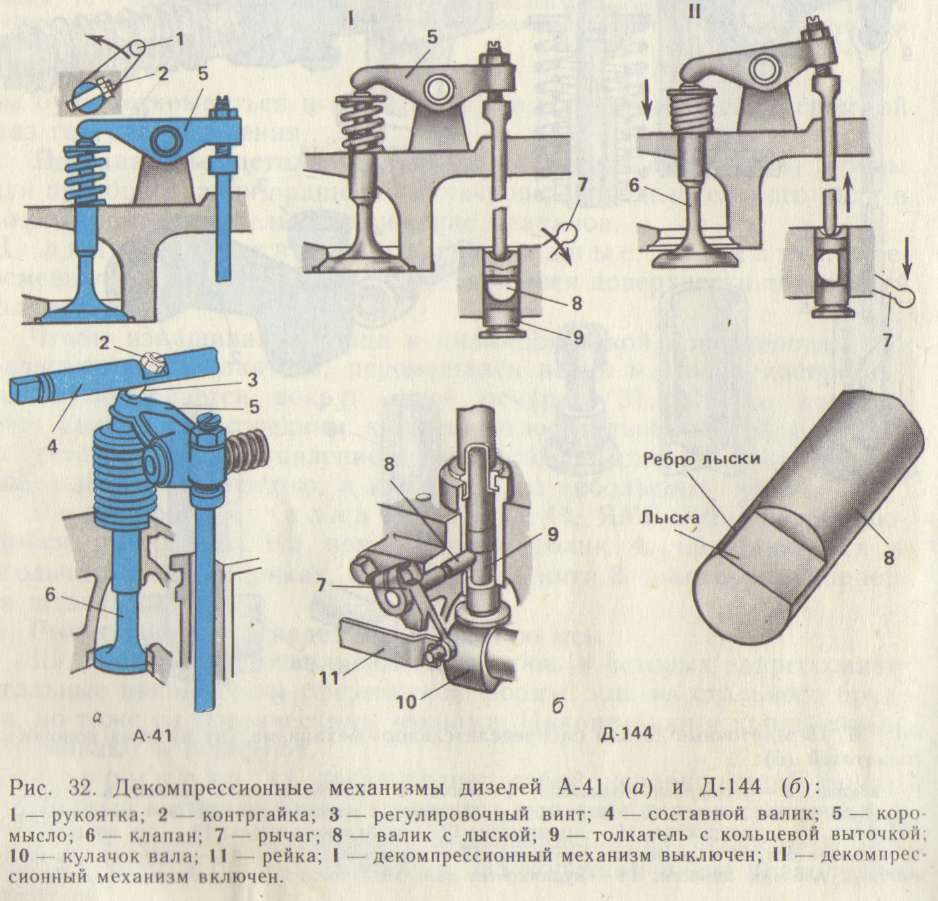 I
II
1
2
5
5
6
7
7
8
9
2
3
4
5
6
8
9
10
11
Ребро лыски
Лыска
8
а
б
А-41
Д-144
Рис. 32. Декомпрессионные механизмы дизелей А-41 (а) и Д-144 (б):
1 — рукоятка; 2 — контргайка; 3 — регулировочный винт; 4 — составной валик; 5 — коро-
мысло; 6 — клапан; 7 — рычаг; 8 — валик с лыской; 9 — толкатель с кольцевой выточкой;
10 — кулачок вала; 11 — рейка; I — декомпрессионный механизм выключен; II — декомпрес-
сионный механизм включен.